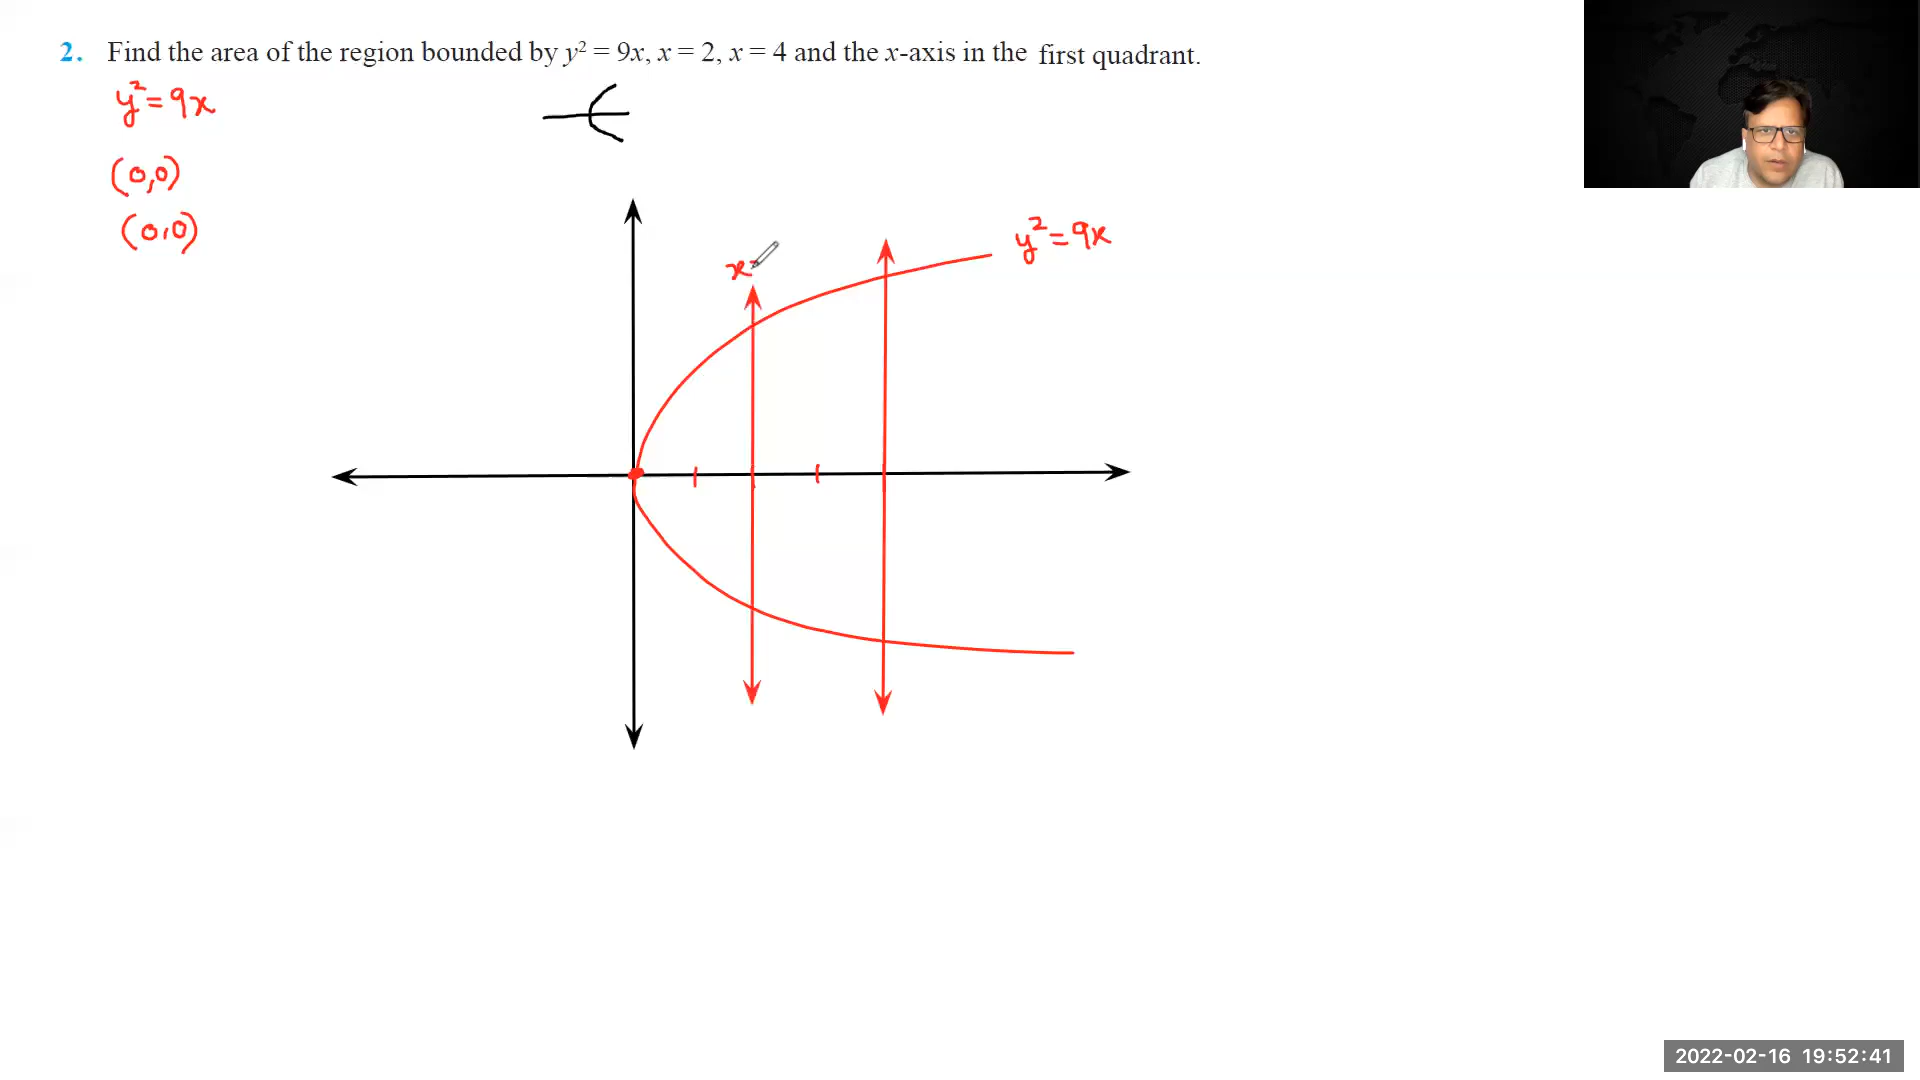 2. Find the area of the region bounded by y² = 9x, x = 2, x = 4 and the x-axis in the first quadrant.
y² = 9x
(0,0)
(0,0)
y² = 9x
x=
2022-02-16 19:52:41